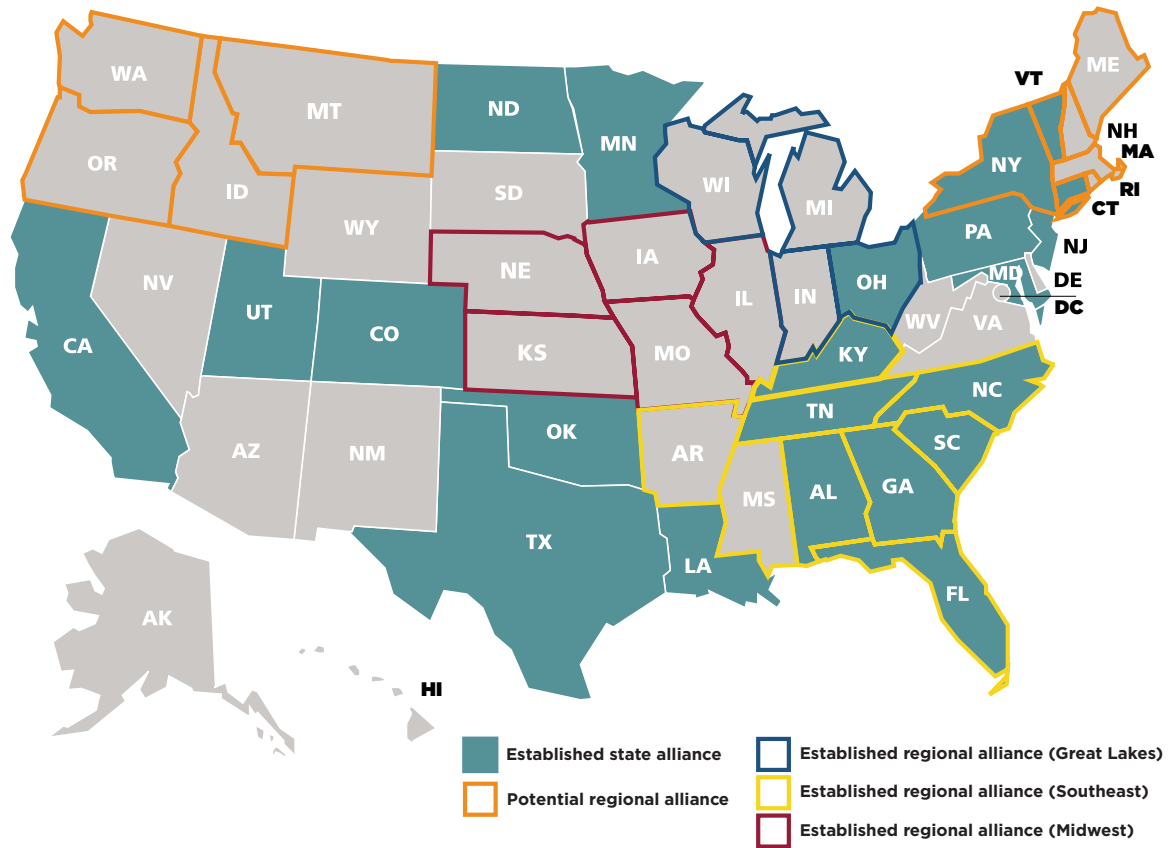 WA
MT
ND
MN
VT
ME
OR
ID
SD
WI
MI
NY
NH
MA
RI
CT
WY
NE
IA
PA
NJ
NV
UT
CO
IL
IN
OH
MD
DE
DC
CA
KS
MO
KY
WV
VA
AZ
NM
OK
AR
TN
NC
SC
MS
AL
GA
TX
LA
FL
AK
HI
Established state alliance
Potential regional alliance
Established regional alliance (Great Lakes)
Established regional alliance (Southeast)
Established regional alliance (Midwest)